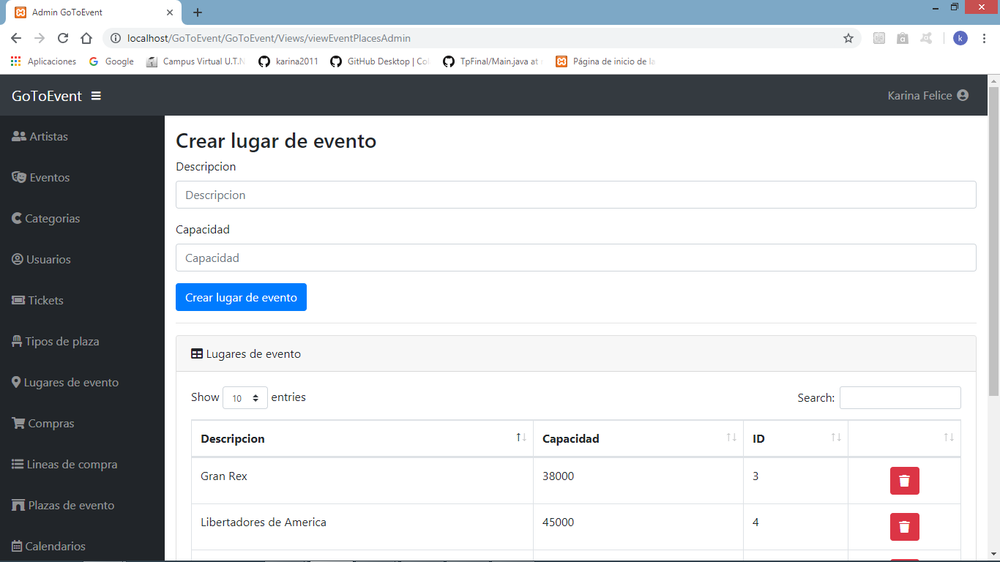 Admin GoToEvent
localhost/GoToEvent/GoToEvent/Views/viewEventPlacesAdmin
k
Aplicaciones
Google
Campus Virtual U.T.N
karina2011
GitHub Desktop | Co
TpFinal/Main.java at
Página de inicio de la
GoToEvent
Karina Felice
Artistas
Eventos
Categorias
Usuarios
Tickets
Tipos de plaza
Lugares de evento
Compras
Lineas de compra
Plazas de evento
Calendarios
Crear lugar de evento
Descripcion
Descripcion
Capacidad
Capacidad
Crear lugar de evento
Lugares de evento
Show 10 entries
Search:
Descripcion Capacidad ID
Gran Rex 38000 3
Libertadores de America 45000 4